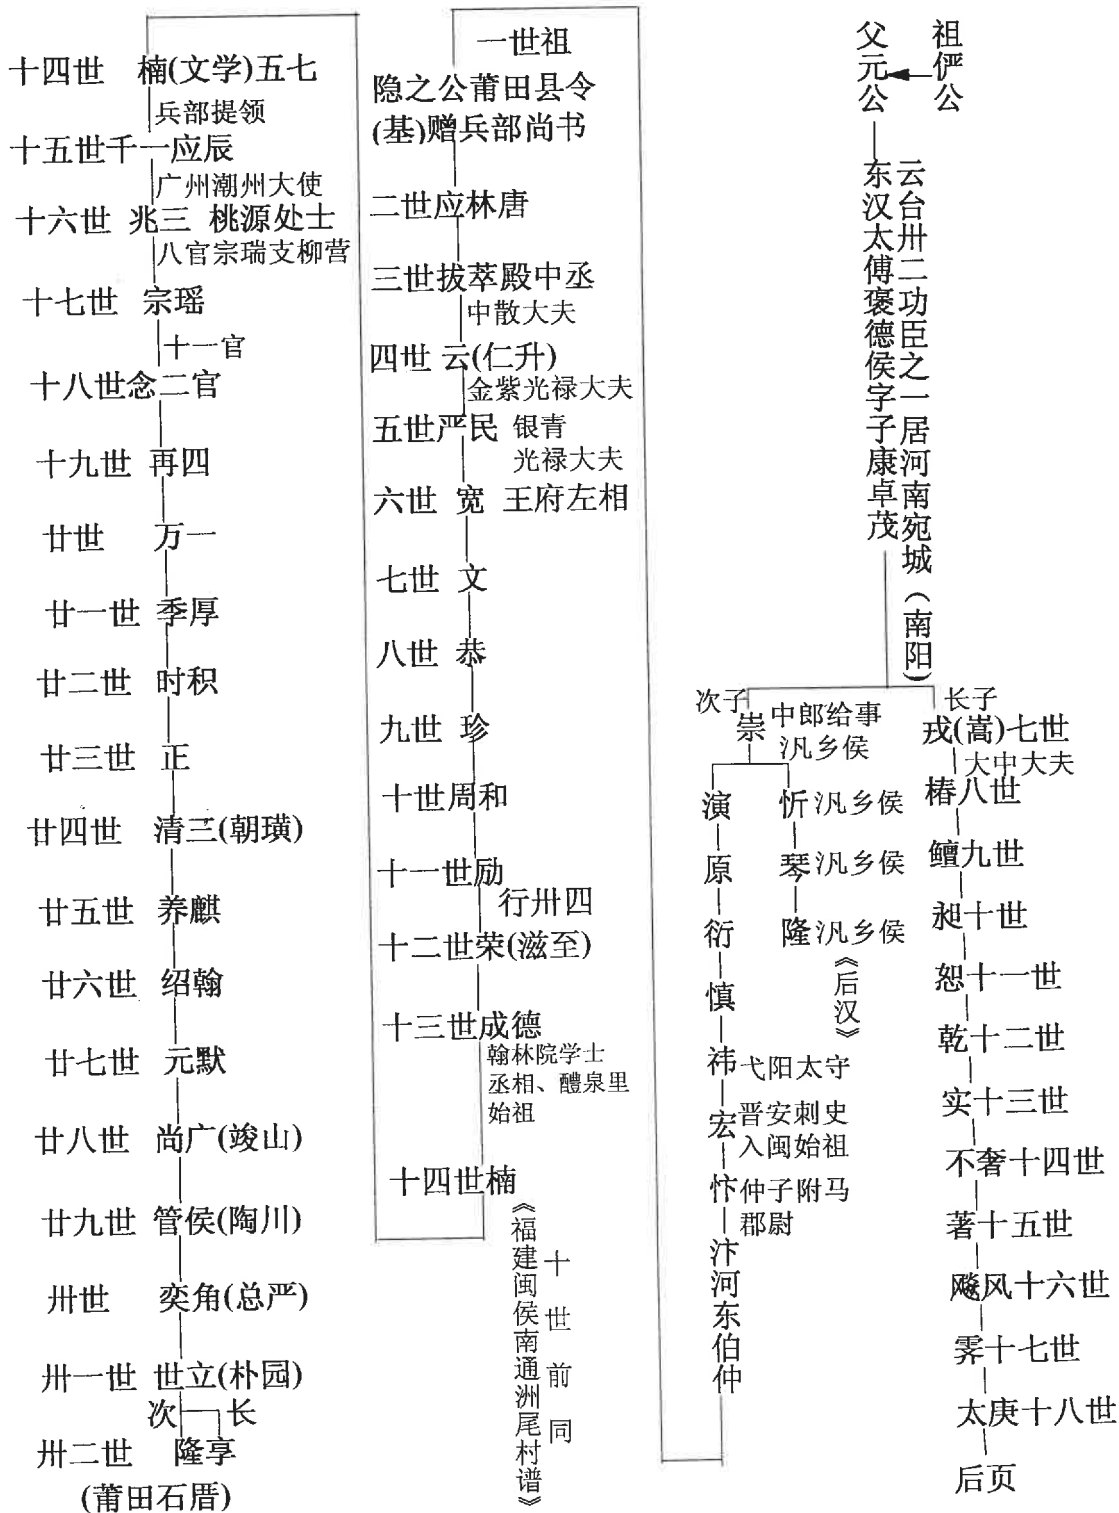 祖俨公
父元公
云台卅二功臣之一居河南宛城(南阳)
东汉太傅褒德侯字子康卓茂
长子
戎(嵩)七世
大中大夫
椿八世
鳣九世
昶十世
恕十一世
乾十二世
实十三世
不奢十四世
著十五世
飚风十六世
霁十七世
太庚十八世
后页
次子
崇
中郎给事
汎乡侯
忻 汎乡侯
琴 汎乡侯
隆 汎乡侯
《后汉》
演
原
衍
慎
祎 弋阳太守
宏 晋安刺史
入闽始祖
忭 仲子附马
郡尉
汴河东伯仲
一世祖
隐之公莆田县令
(基)赠兵部尚书
二世应林唐
三世拔萃殿中丞
中散大夫
四世 云(仁升)
金紫光禄大夫
五世严民 银青
光禄大夫
六世 宽 王府左相
七世 文
八世 恭
九世 珍
十世周和
十一世励
行卅四
十二世荣(滋至)
十三世成德
翰林院学士
丞相、醴泉里
始祖
十四世楠
十世前同
《福建闽侯南通洲尾村谱》
十四世 楠(文学)五七
兵部提领
十五世千一应辰
广州潮州大使
十六世 兆三 桃源处士
八官宗瑞支柳营
十七世 宗瑶
十一官
十八世念二官
十九世 再四
廿世 万一
廿一世 季厚
廿二世 时积
廿三世 正
廿四世 清三(朝璜)
廿五世 养麒
廿六世 绍翰
廿七世 元默
廿八世 尚广(竣山)
廿九世 管侯(陶川)
卅世 奕角(总严)
卅一世 世立(朴园)
次 长
卅二世 隆享
(莆田石厝)